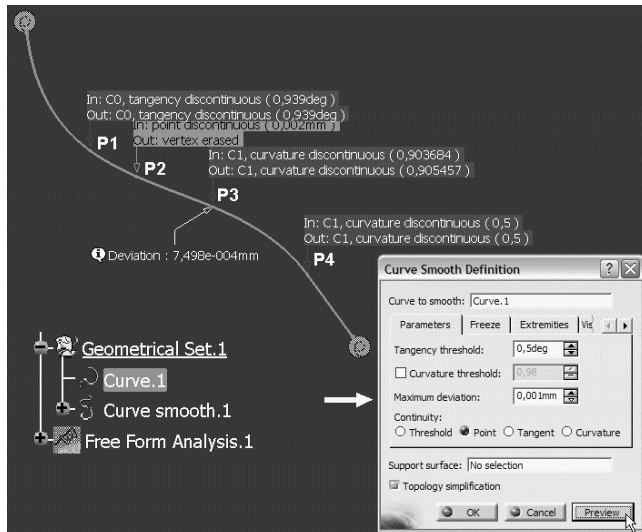 In: C0, tangency discontinuous ( 0,939deg )
Out: C0, tangency discontinuous ( 0,939deg )
In: point discontinuous ( 0,002mm )
Out: vertex erased
P1
P2
In: C1, curvature discontinuous ( 0,903684 )
Out: C1, curvature discontinuous ( 0,905457 )
P3
In: C1, curvature discontinuous ( 0,5 )
Out: C1, curvature discontinuous ( 0,5 )
P4
Deviation : 7,498e-004mm
Geometrical Set.1
Curve.1
Curve smooth.1
Free Form Analysis.1
Curve Smooth Definition
Curve to smooth: Curve.1
Parameters Freeze Extremities Vis
Tangency threshold: 0,5deg
Curvature threshold: 0,98
Maximum deviation: 0,001mm
Continuity:
Threshold Point Tangent Curvature
Support surface: No selection
Topology simplification
OK Cancel Preview